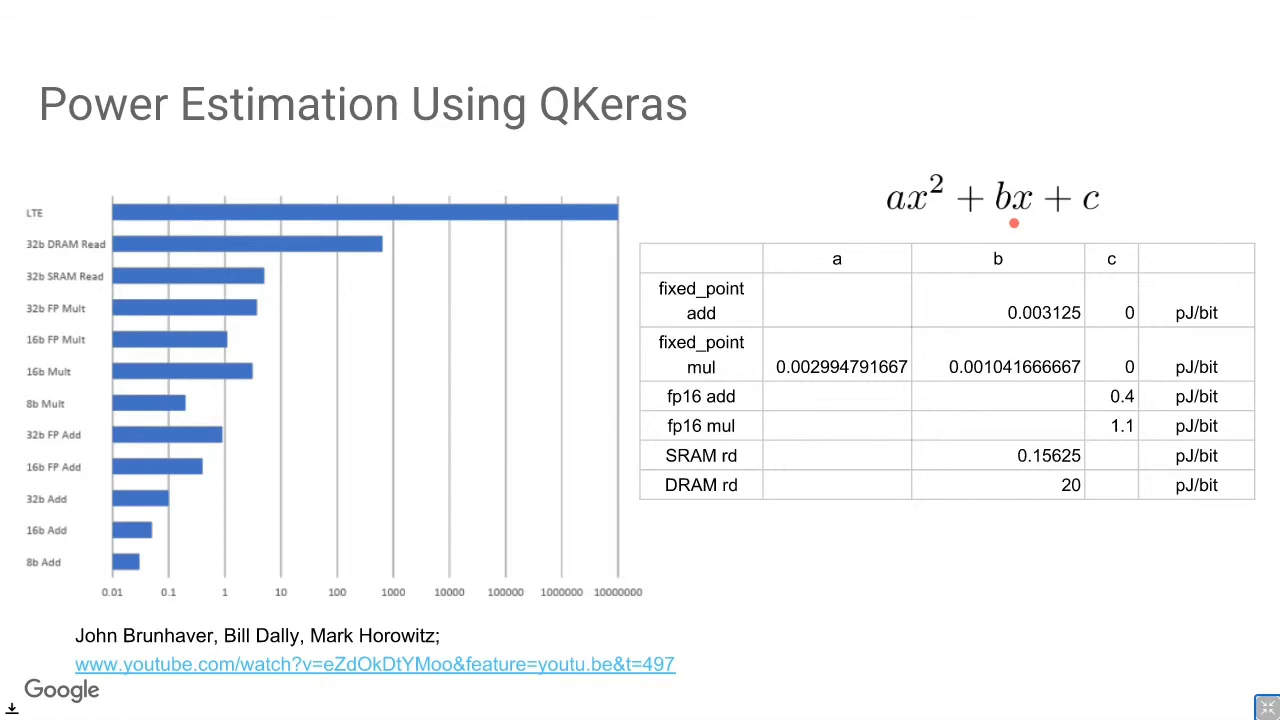 Power Estimation Using QKeras
LTE
32b DRAM Read
32b SRAM Read
32b FP Mult
16b FP Mult
16b Mult
8b Mult
32b FP Add
16b FP Add
32b Add
16b Add
8b Add
0.01 0.1 1 10 100 1000 10000 100000 1000000 10000000
ax² + bx + c
a b c
fixed_point
add 0.003125 0 pJ/bit
fixed_point
mul 0.002994791667 0.001041666667 0 pJ/bit
fp16 add 0.4 pJ/bit
fp16 mul 1.1 pJ/bit
SRAM rd 0.15625 pJ/bit
DRAM rd 20 pJ/bit
John Brunhaver, Bill Dally, Mark Horowitz;
www.youtube.com/watch?v=eZdOkDtYMoo&feature=youtu.be&t=497
Google